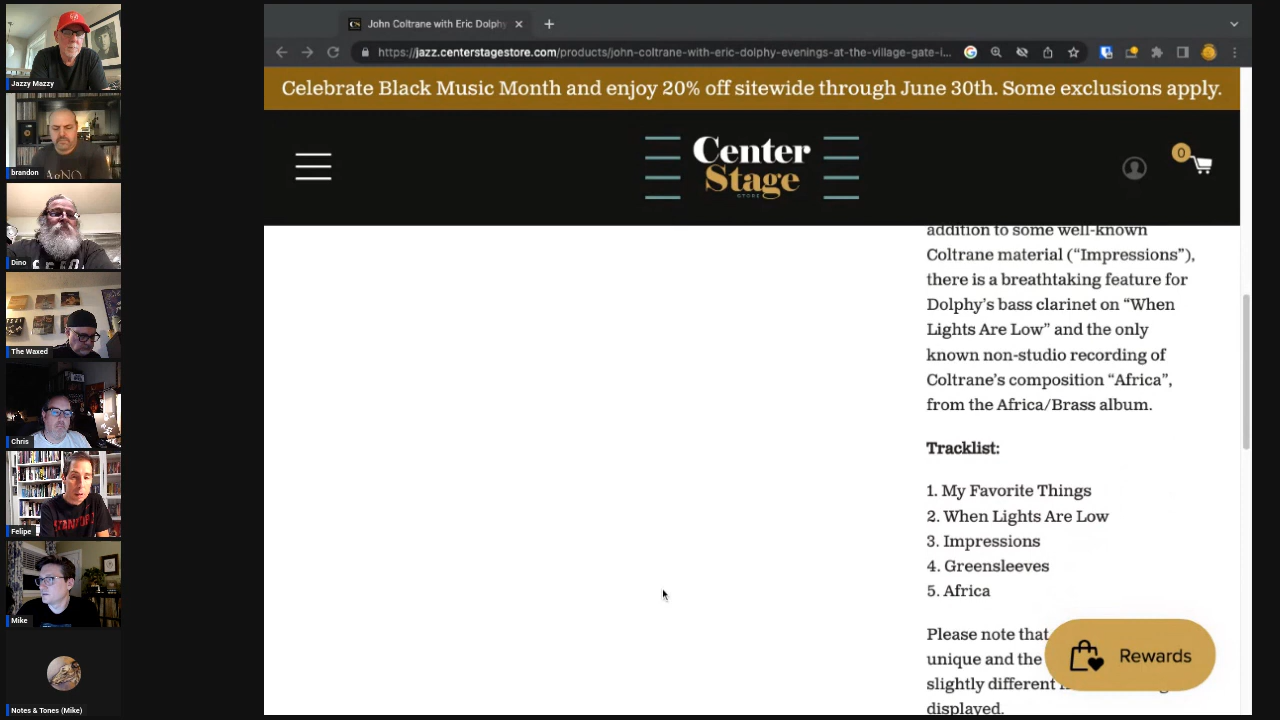 Jazzy Mazzy
brandon
Dino
The Waxed
Chris
Felipe
Mike
Notes & Tones (Mike)
CS
John Coltrane with Eric Dolphy
https://jazz.centerstagestore.com/products/john-coltrane-with-eric-dolphy-evenings-at-the-village-gate-i...
Celebrate Black Music Month and enjoy 20% off sitewide through June 30th. Some exclusions apply.
Center
Stage
STORE
0
addition to some well-known
Coltrane material (“Impressions”),
there is a breathtaking feature for
Dolphy’s bass clarinet on “When
Lights Are Low” and the only
known non-studio recording of
Coltrane’s composition “Africa”,
from the Africa/Brass album.
Tracklist:
1. My Favorite Things
2. When Lights Are Low
3. Impressions
4. Greensleeves
5. Africa
Please note that
unique and the
slightly different
displayed.
Rewards